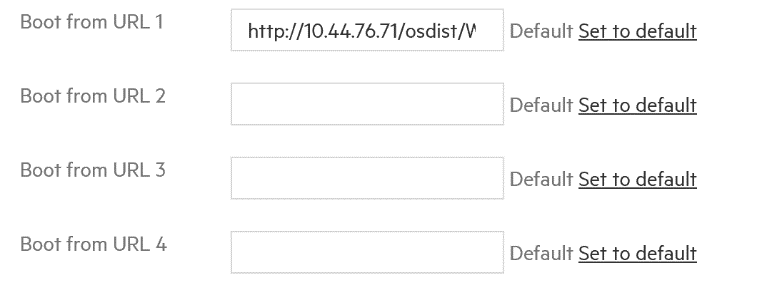 Boot from URL 1 http://10.44.76.71/osdist/W Default Set to default
Boot from URL 2 Default Set to default
Boot from URL 3 Default Set to default
Boot from URL 4 Default Set to default